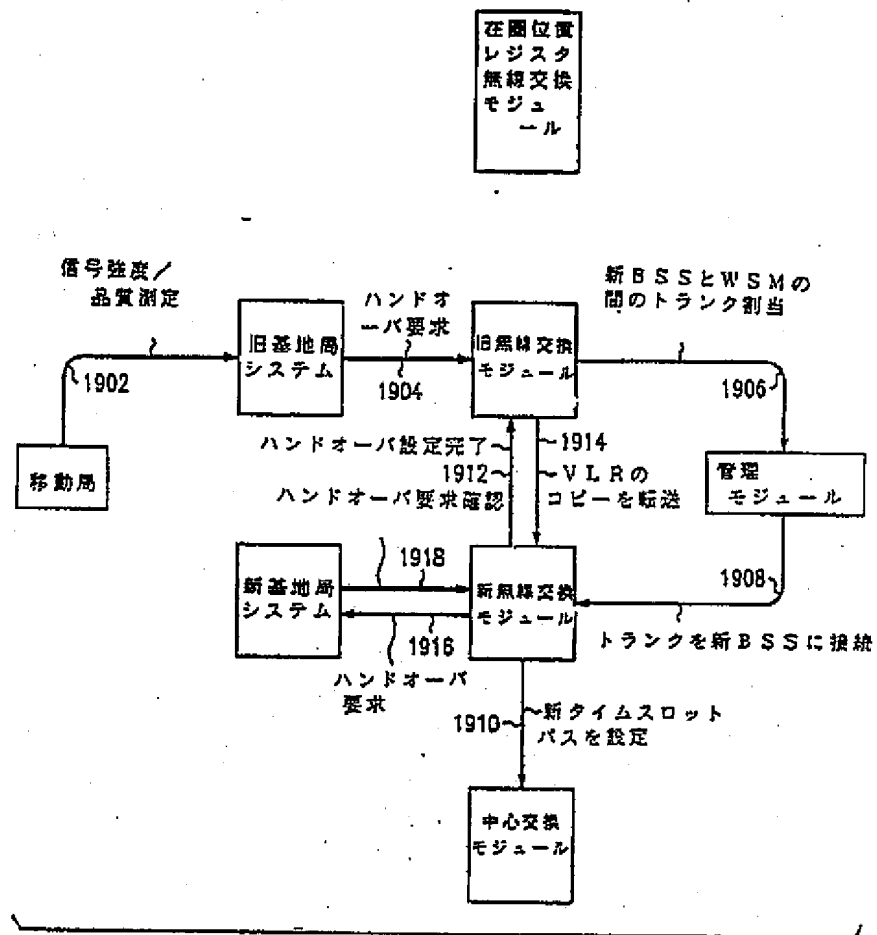 在圏位置
レジスタ
無線交換
モジュ
ール
信号強度/
品質測定
1902
移動局
旧基地局
システム
ハンドオ
ーバ要求
1904
旧無線交換
モジュール
新BSSとWSMの
間のトランク割当
1906
管理
モジュール
1908
トランクを新BSSに接続
ハンドオーバ設定完了
1912
ハンドオーバ要求確認
1914
VLRの
コピーを転送
新基地局
システム
1918
1916
ハンドオーバ
要求
新無線交換
モジュール
1910
新タイムスロット
パスを設定
中心交換
モジュール